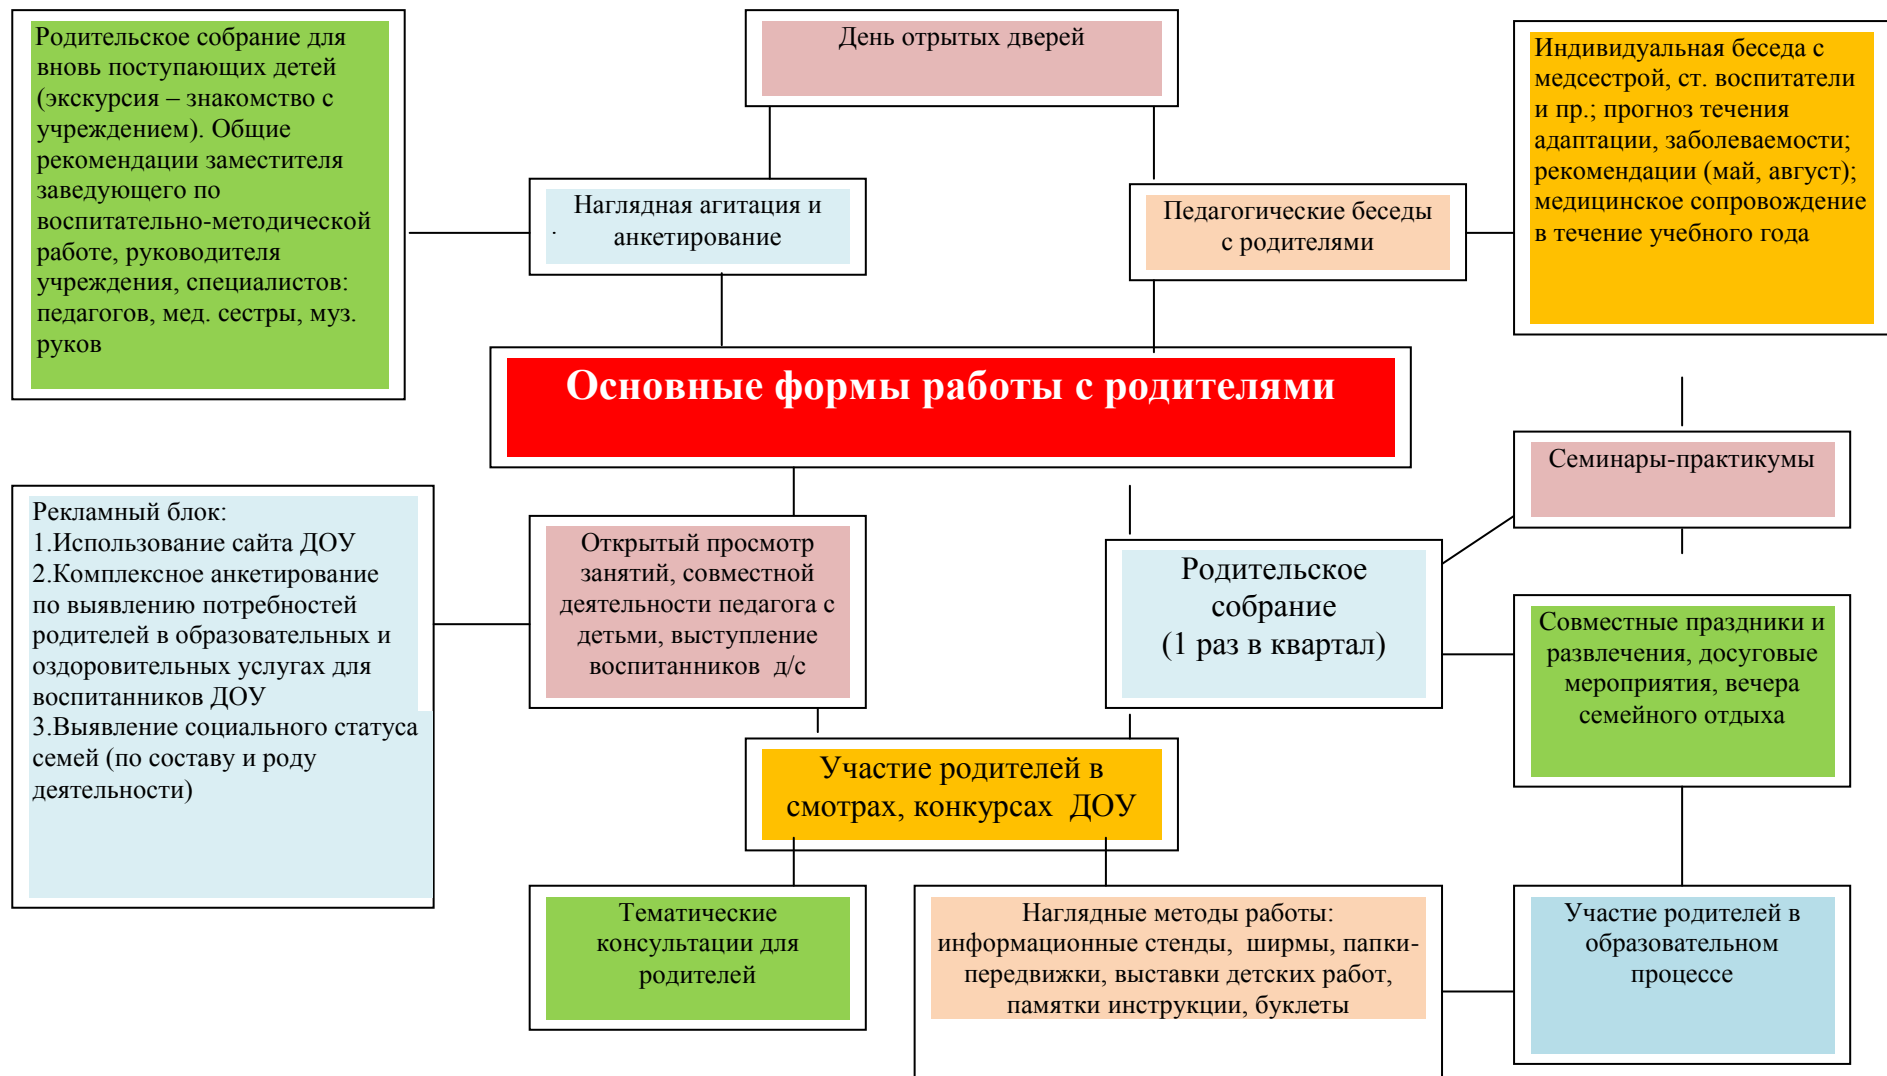 Родительское собрание для
вновь поступающих детей
(экскурсия – знакомство с
учреждением). Общие
рекомендации заместителя
заведующего по
воспитательно-методической
работе, руководителя
учреждения, специалистов:
педагогов, мед. сестры, муз.
руков
День отрытых дверей
Индивидуальная беседа с
медсестрой, ст. воспитатели
и пр.; прогноз течения
адаптации, заболеваемости;
рекомендации (май, август);
медицинское сопровождение
в течение учебного года
Наглядная агитация и
анкетирование
.
Педагогические беседы
с родителями
Основные формы работы с родителями
Семинары-практикумы
Рекламный блок:
1.Использование сайта ДОУ
2.Комплексное анкетирование
по выявлению потребностей
родителей в образовательных и
оздоровительных услугах для
воспитанников ДОУ
3.Выявление социального статуса
семей (по составу и роду
деятельности)
Открытый просмотр
занятий, совместной
деятельности педагога с
детьми, выступление
воспитанников д/с
Родительское
собрание
(1 раз в квартал)
Совместные праздники и
развлечения, досуговые
мероприятия, вечера
семейного отдыха
Участие родителей в
смотрах, конкурсах ДОУ
Тематические
консультации для
родителей
Наглядные методы работы:
информационные стенды, ширмы, папки-
передвижки, выставки детских работ,
памятки инструкции, буклеты
Участие родителей в
образовательном
процессе